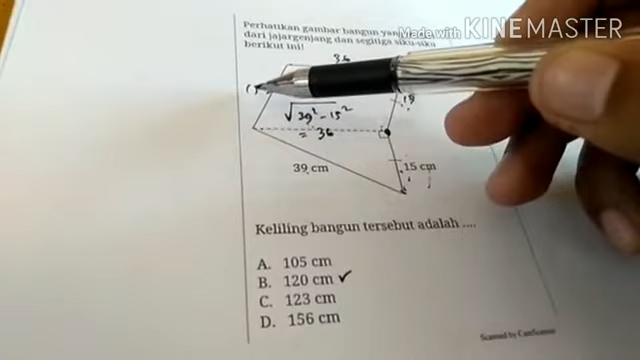 Made with KINEMASTER
Perhatikan gambar bangun yang
dari jajargenjang dan segitiga siku-siku
berikut ini!
36
15
√39²-15²
= 36
39 cm
15 cm
Keliling bangun tersebut adalah ....
A. 105 cm
B. 120 cm ✓
C. 123 cm
D. 156 cm
Scanned by CamScanner